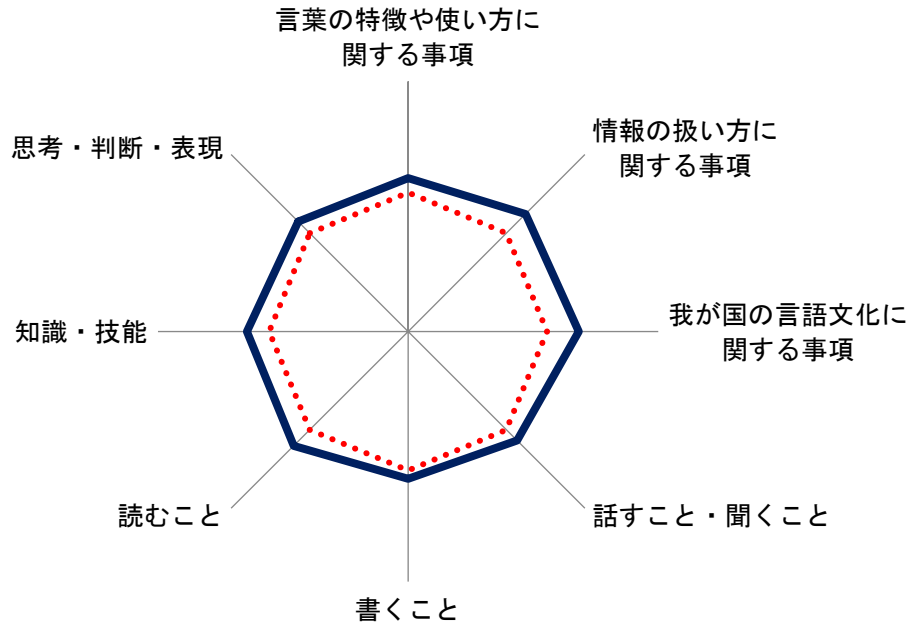 言葉の特徴や使い方に
関する事項
情報の扱い方に
関する事項
我が国の言語文化に
関する事項
話すこと・聞くこと
書くこと
読むこと
知識・技能
思考・判断・表現